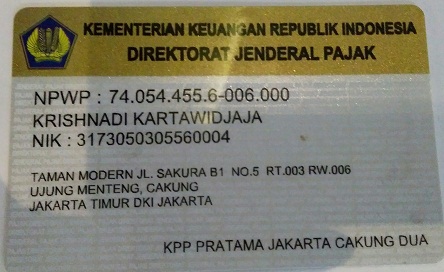 KEMENTERIAN KEUANGAN REPUBLIK INDONESIA
DIREKTORAT JENDERAL PAJAK
NPWP : 74.054.455.6-006.000
KRISHNADI KARTAWIDJAJA
NIK : 3173050305560004
TAMAN MODERN JL. SAKURA B1 NO.5 RT.003 RW.006
UJUNG MENTENG, CAKUNG
JAKARTA TIMUR DKI JAKARTA
KPP PRATAMA JAKARTA CAKUNG DUA